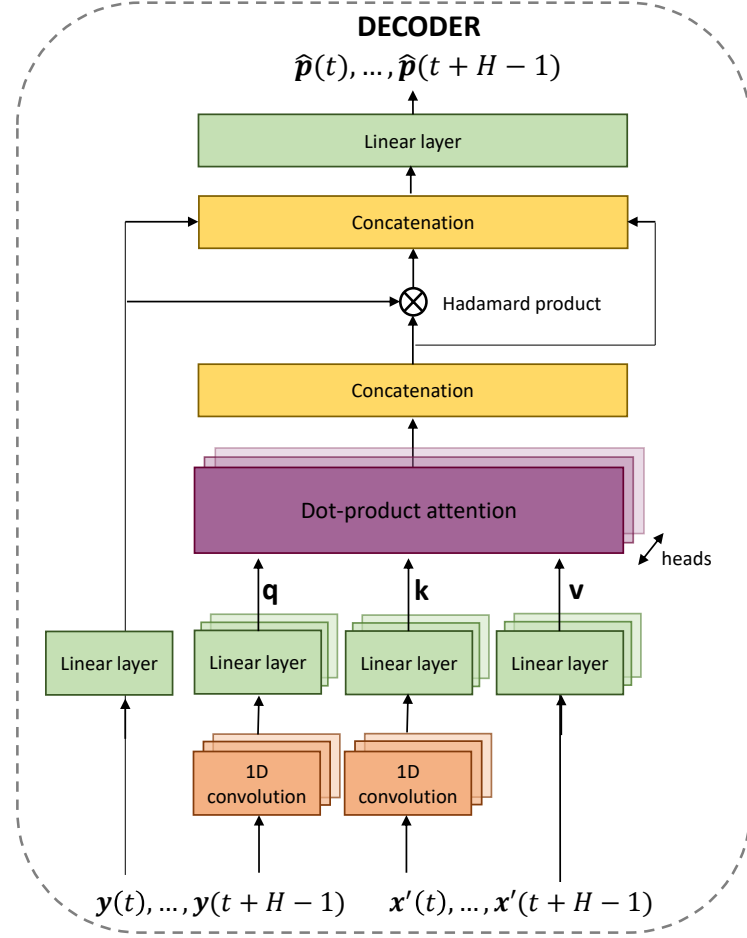 DECODER
p̂(t), … , p̂(t + H − 1)
Linear layer
Concatenation
Hadamard product
Concatenation
Dot-product attention
heads
q k v
Linear layer Linear layer Linear layer Linear layer
1D 1D
convolution convolution
y(t), … , y(t + H − 1) x′(t), … , x′(t + H − 1)